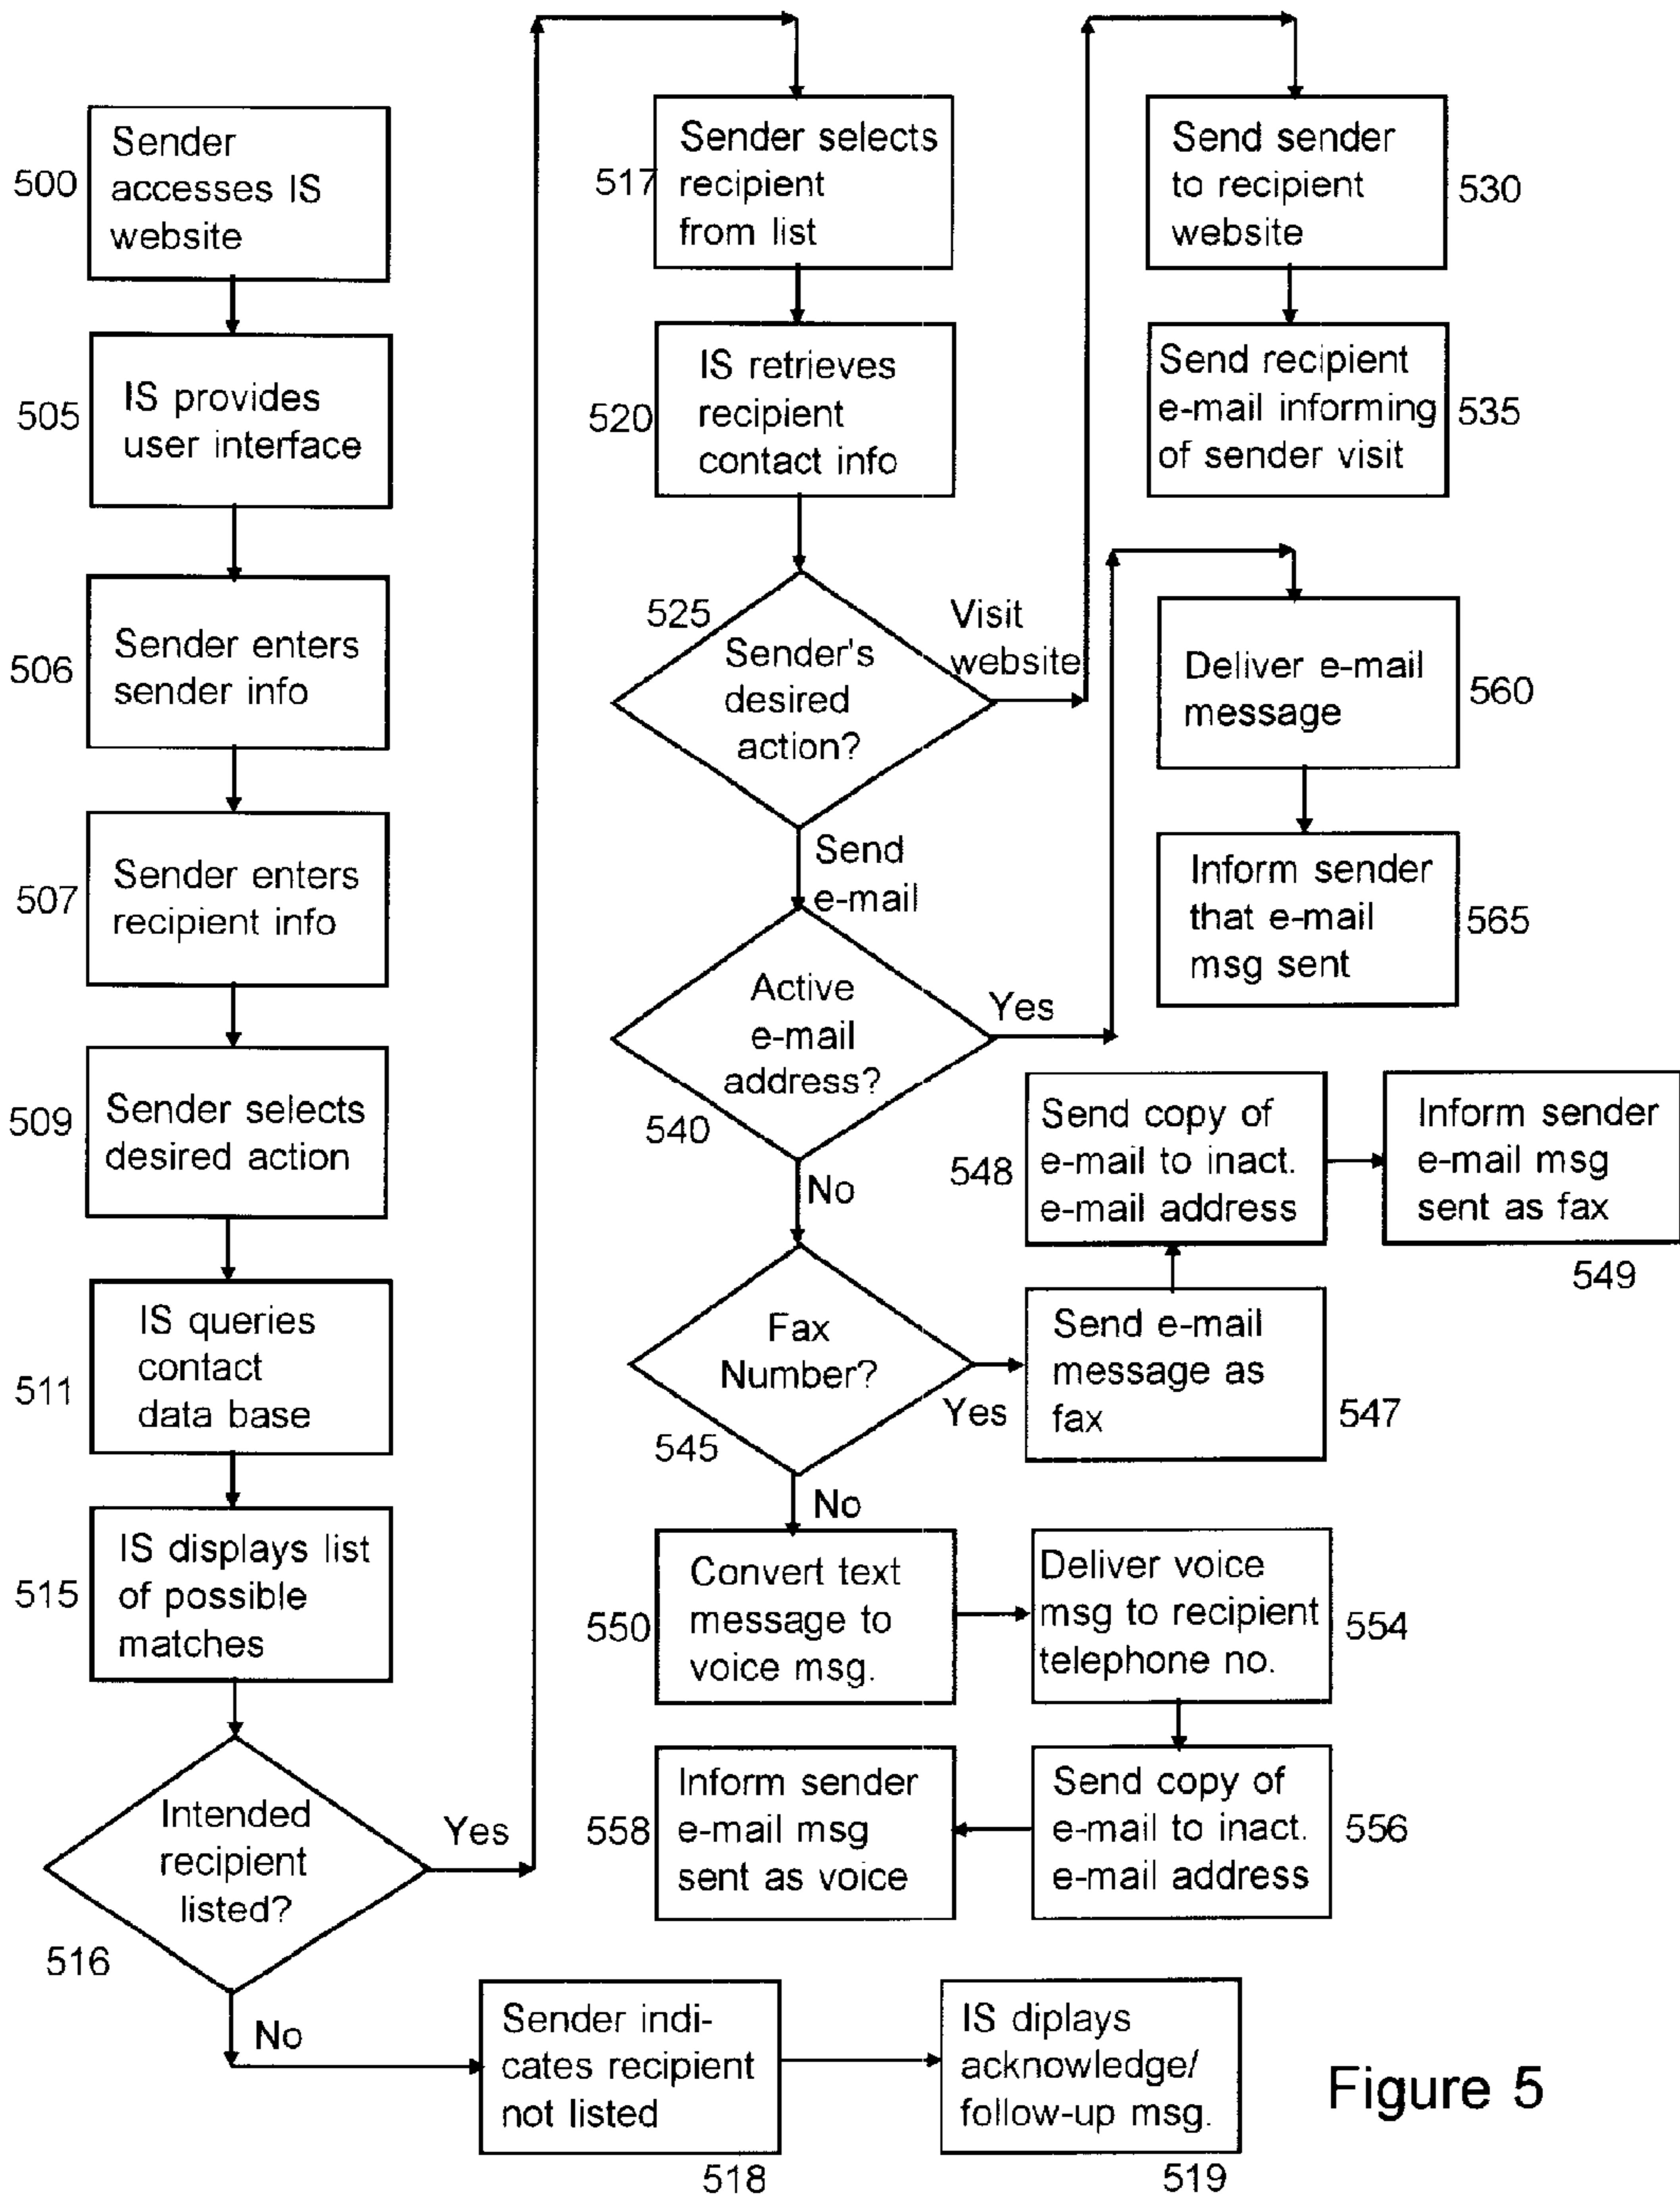 500
Sender
accesses IS
website
505
IS provides
user interface
506
Sender enters
sender info
507
Sender enters
recipient info
509
Sender selects
desired action
511
IS queries
contact
data base
515
IS displays list
of possible
matches
Intended
recipient
listed?
516
Yes
No
Sender indi-
cates recipient
not listed
518
IS diplays
acknowledge/
follow-up msg.
519
517
Sender selects
recipient
from list
520
IS retrieves
recipient
contact info
525
Sender's
desired
action?
Visit
website
Send
e-mail
Send sender
to recipient
website
530
Send recipient
e-mail informing
of sender visit
535
Active
e-mail
address?
540
Yes
No
Deliver e-mail
message
560
Inform sender
that e-mail
msg sent
565
Fax
Number?
545
Yes
No
Send e-mail
message as
fax
547
548
Send copy of
e-mail to inact.
e-mail address
Inform sender
e-mail msg
sent as fax
549
550
Convert text
message to
voice msg.
Deliver voice
msg to recipient
telephone no.
554
Send copy of
e-mail to inact.
e-mail address
556
558
Inform sender
e-mail msg
sent as voice
Figure 5